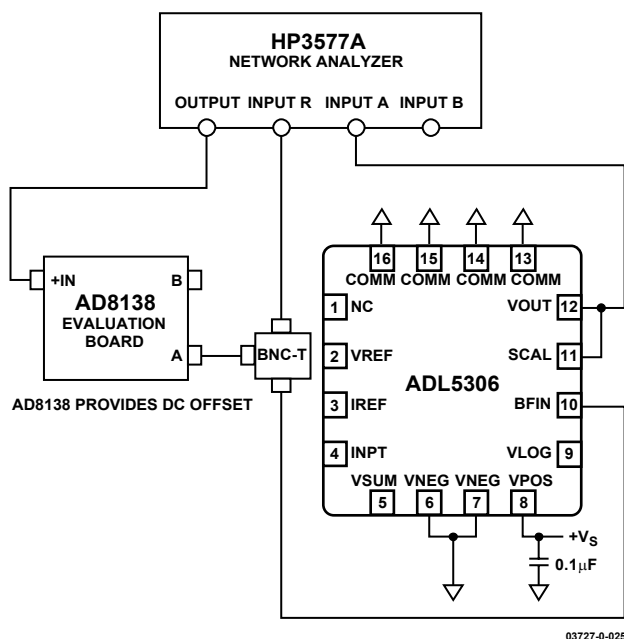 HP3577A
NETWORK ANALYZER
OUTPUT INPUT R INPUT A INPUT B
16 15 14 13
COMM COMM COMM COMM
+IN B
AD8138
EVALUATION
BOARD
A
BNC-T
AD8138 PROVIDES DC OFFSET
1 NC
2 VREF
3 IREF
4 INPT
ADL5306
VOUT 12
SCAL 11
BFIN 10
VLOG 9
VSUM VNEG VNEG VPOS
5 6 7 8
+VS
0.1µF
03727-0-025